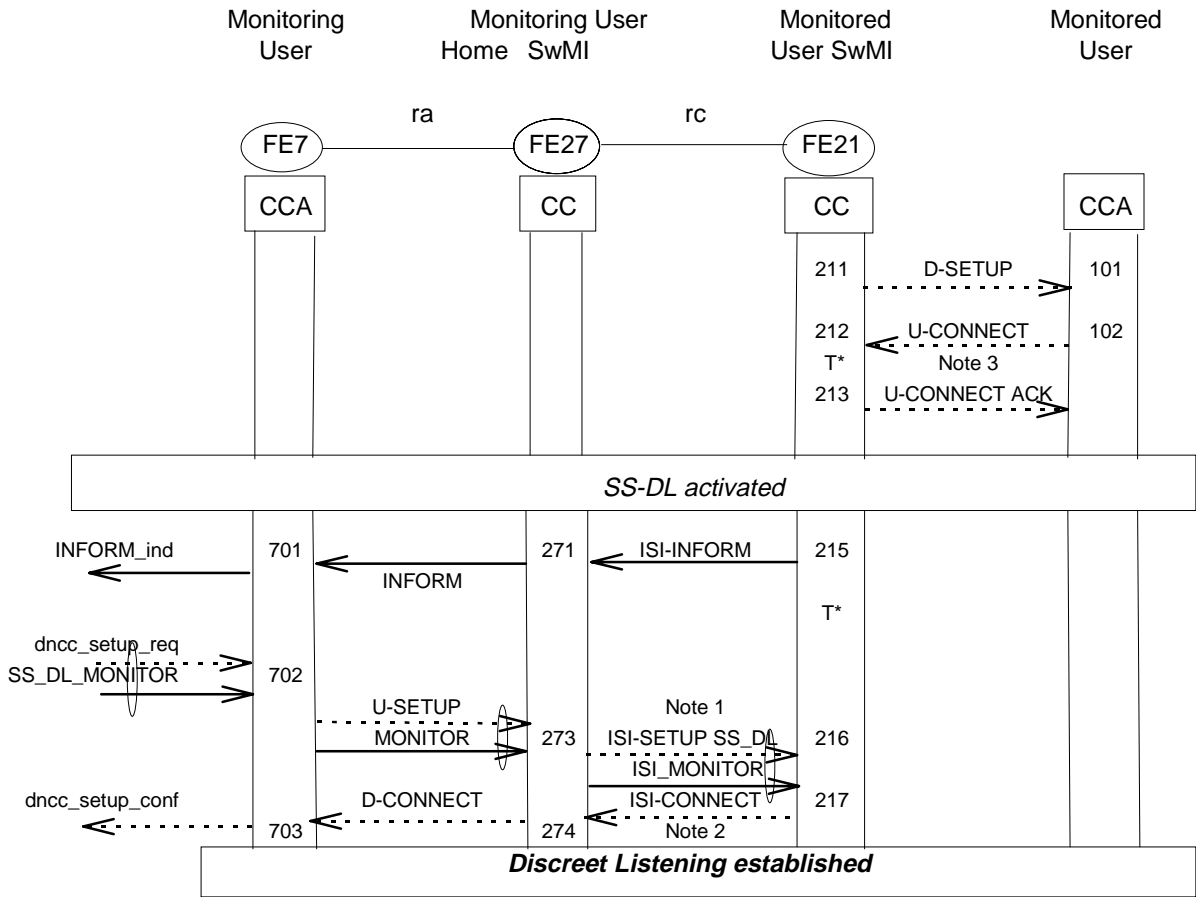 Monitoring Monitoring User Monitored Monitored
User Home SwMI User SwMI User
ra rc
FE7 FE27 FE21
CCA CC CC CCA
211 D-SETUP 101
212 U-CONNECT 102
T* Note 3
213 U-CONNECT ACK
SS-DL activated
INFORM_ind 701 271 ISI-INFORM 215
INFORM
T*
dncc_setup_req
SS_DL_MONITOR 702
U-SETUP Note 1
MONITOR 273 ISI-SETUP SS_DL 216
ISI_MONITOR
dncc_setup_conf D-CONNECT ISI-CONNECT 217
703 274 Note 2
Discreet Listening established